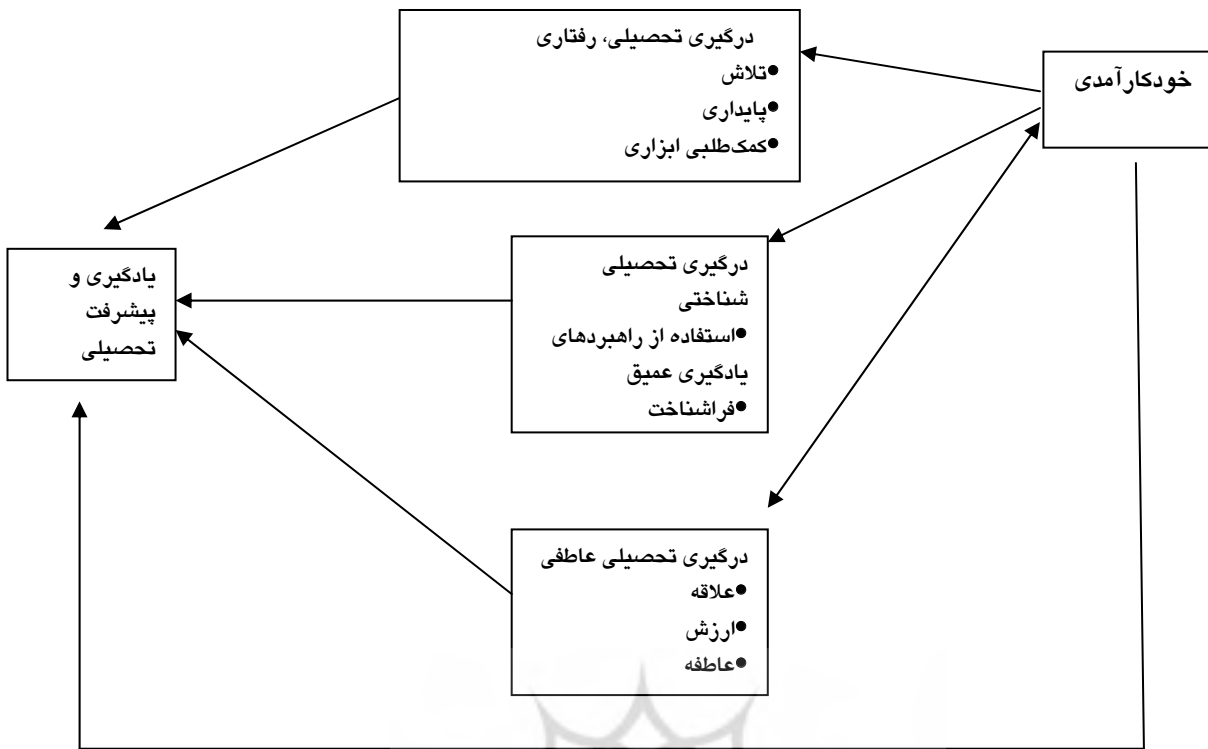 درگیری تحصیلی، رفتاری
●تلاش
●پایداری
●کمک‌طلبی ابزاری
خودکارآمدی
درگیری تحصیلی
شناختی
●استفاده از راهبردهای
یادگیری عمیق
●فراشناخت
یادگیری و
پیشرفت
تحصیلی
درگیری تحصیلی عاطفی
●علاقه
●ارزش
●عاطفه